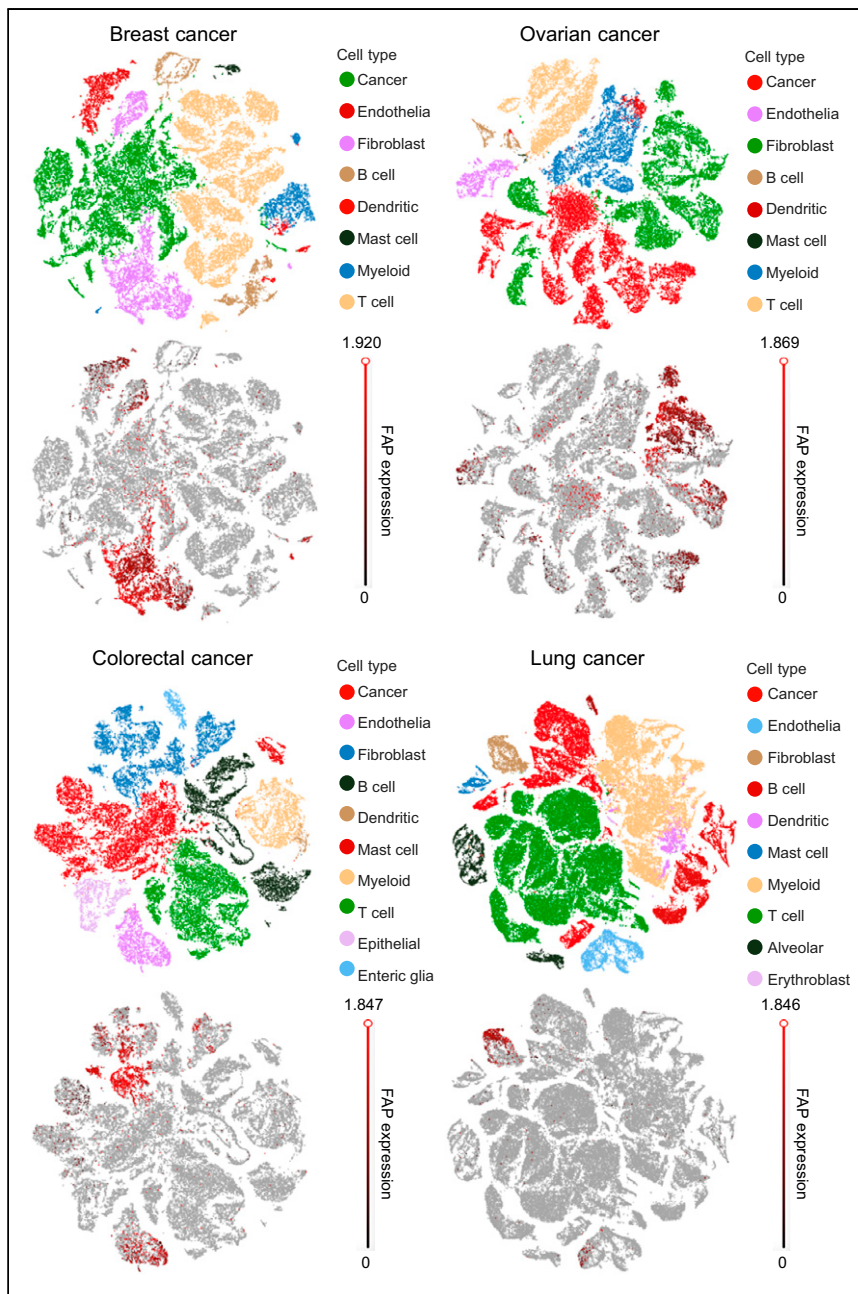 Breast cancer
Cell type
Cancer
Endothelia
Fibroblast
B cell
Dendritic
Mast cell
Myeloid
T cell
1.920
FAP expression
0
Ovarian cancer
Cell type
Cancer
Endothelia
Fibroblast
B cell
Dendritic
Mast cell
Myeloid
T cell
1.869
FAP expression
0
Colorectal cancer
Cell type
Cancer
Endothelia
Fibroblast
B cell
Dendritic
Mast cell
Myeloid
T cell
Epithelial
Enteric glia
1.847
FAP expression
0
Lung cancer
Cell type
Cancer
Endothelia
Fibroblast
B cell
Dendritic
Mast cell
Myeloid
T cell
Alveolar
Erythroblast
1.846
FAP expression
0